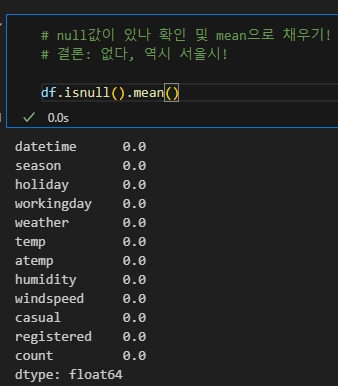 # null값이 있나 확인 및 mean으로 채우기!
# 결론: 없다, 역시 서울시!
df.isnull().mean()
0.0s
datetime 0.0
season 0.0
holiday 0.0
workingday 0.0
weather 0.0
temp 0.0
atemp 0.0
humidity 0.0
windspeed 0.0
casual 0.0
registered 0.0
count 0.0
dtype: float64